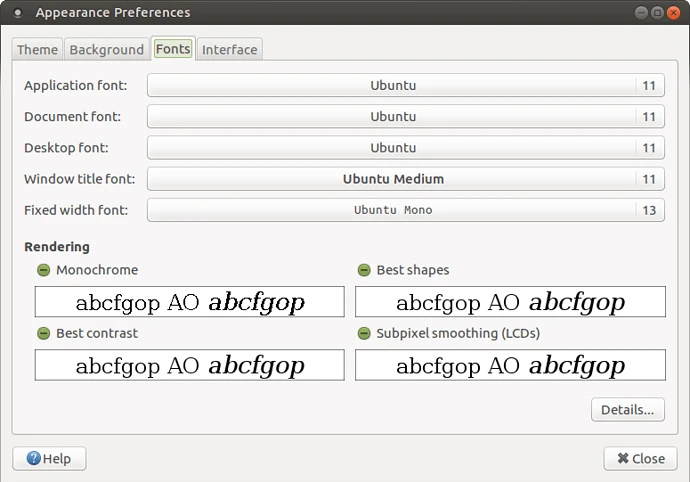 Appearance Preferences
Theme Background Fonts Interface
Application font: Ubuntu 11
Document font: Ubuntu 11
Desktop font: Ubuntu 11
Window title font: Ubuntu Medium 11
Fixed width font: Ubuntu Mono 13
Rendering
Monochrome Best shapes
abcfgop AO abcfgop abcfgop AO abcfgop
Best contrast Subpixel smoothing (LCDs)
abcfgop AO abcfgop abcfgop AO abcfgop
Details...
Help Close